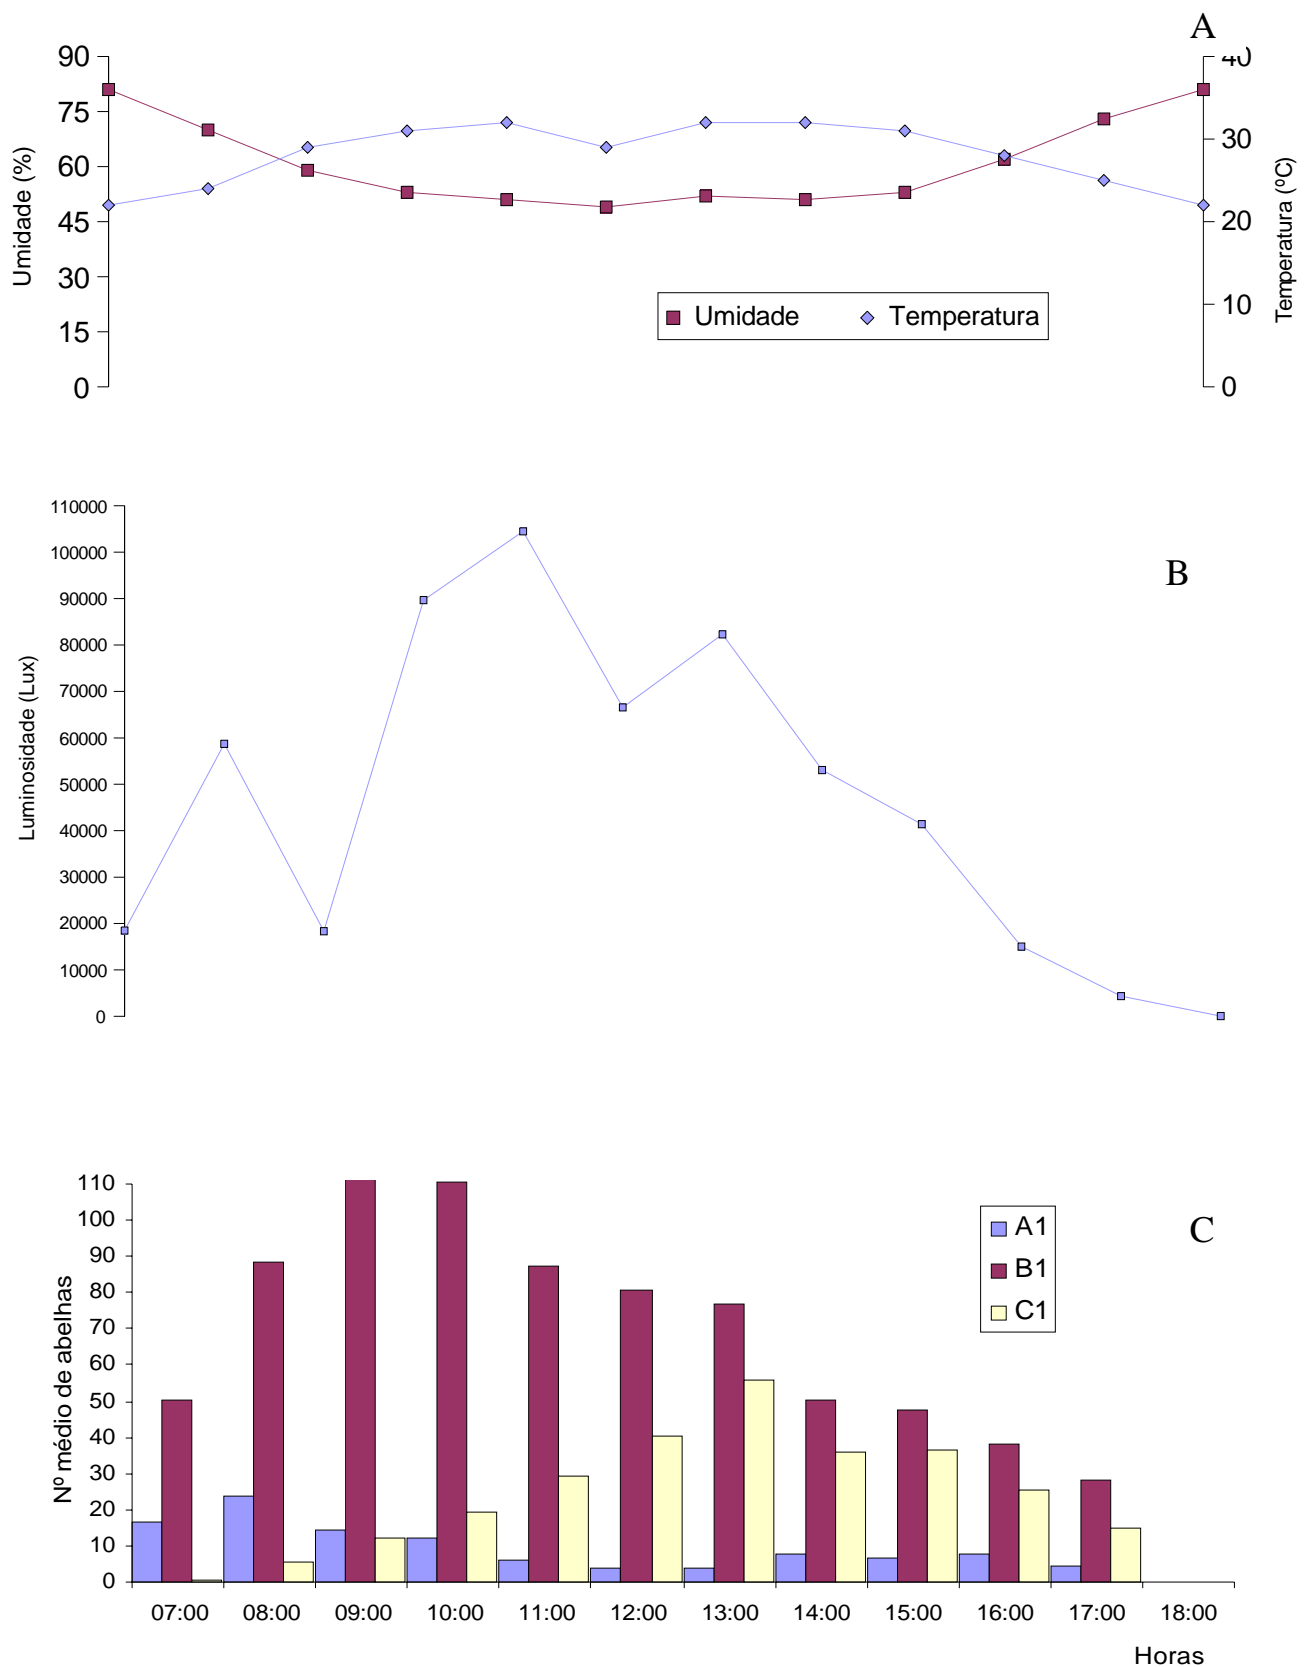 A
90
75
60
45
30
15
0
Umidade (%)
40
30
20
10
0
Temperatura (ºC)
Umidade Temperatura
110000
100000
90000
80000
70000
60000
50000
40000
30000
20000
10000
0
Luminosidade (Lux)
B
110
100
90
80
70
60
50
40
30
20
10
0
Nº médio de abelhas
A1
B1
C1
C
07:00 08:00 09:00 10:00 11:00 12:00 13:00 14:00 15:00 16:00 17:00 18:00
Horas